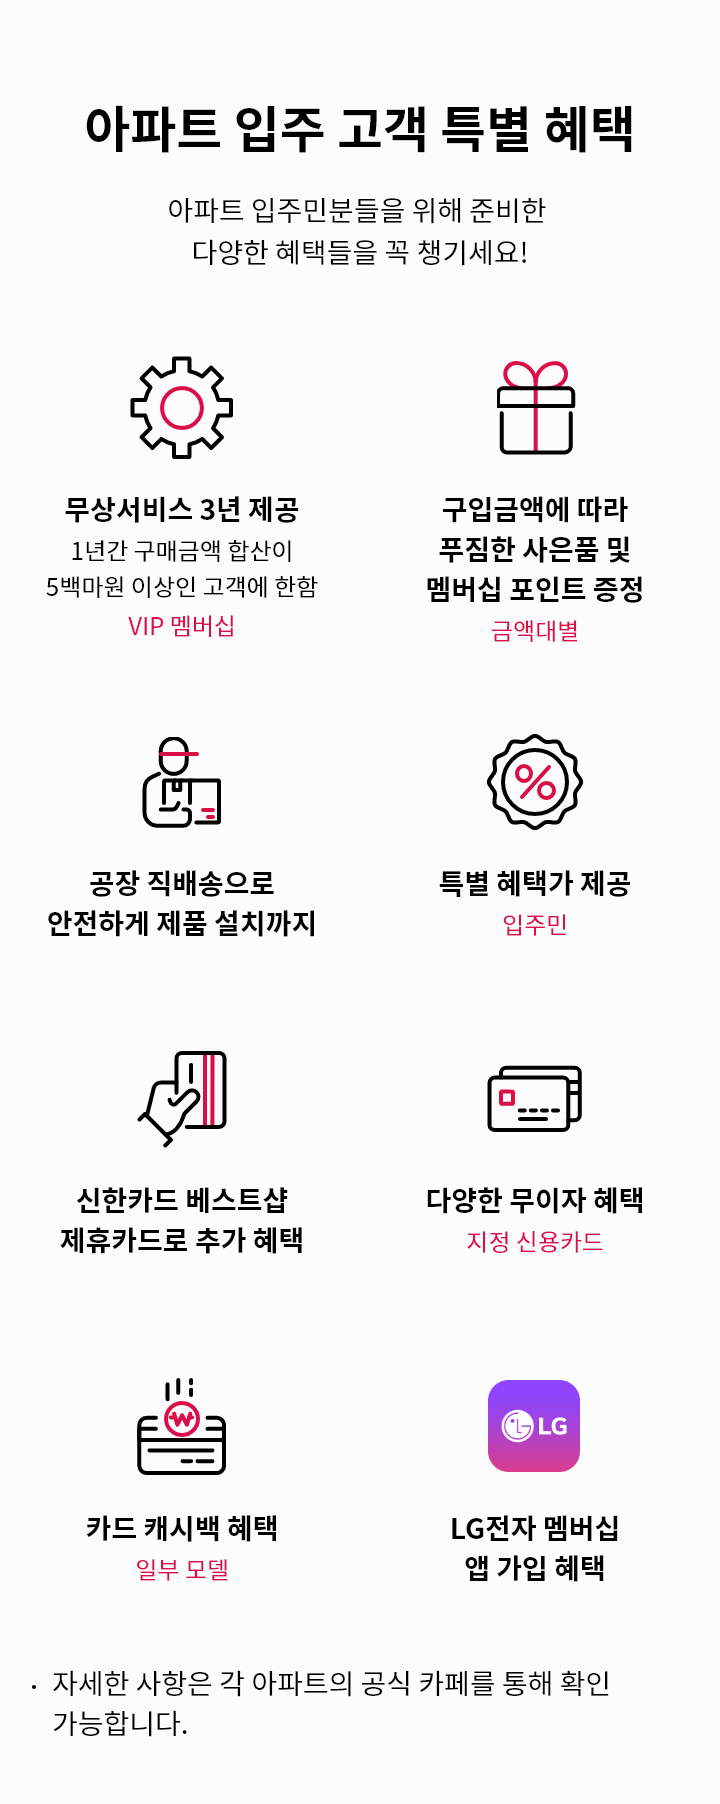 아파트 입주 고객 특별 혜택
아파트 입주민분들을 위해 준비한
다양한 혜택들을 꼭 챙기세요!
무상서비스 3년 제공
1년간 구매금액 합산이
5백마원 이상인 고객에 한함
VIP 멤버십
구입금액에 따라
푸짐한 사은품 및
멤버십 포인트 증정
금액대별
공장 직배송으로
안전하게 제품 설치까지
%
특별 혜택가 제공
입주민
신한카드 베스트샵
제휴카드로 추가 혜택
다양한 무이자 혜택
지정 신용카드
₩
카드 캐시백 혜택
일부 모델
LG
LG전자 멤버십
앱 가입 혜택
· 자세한 사항은 각 아파트의 공식 카페를 통해 확인
가능합니다.